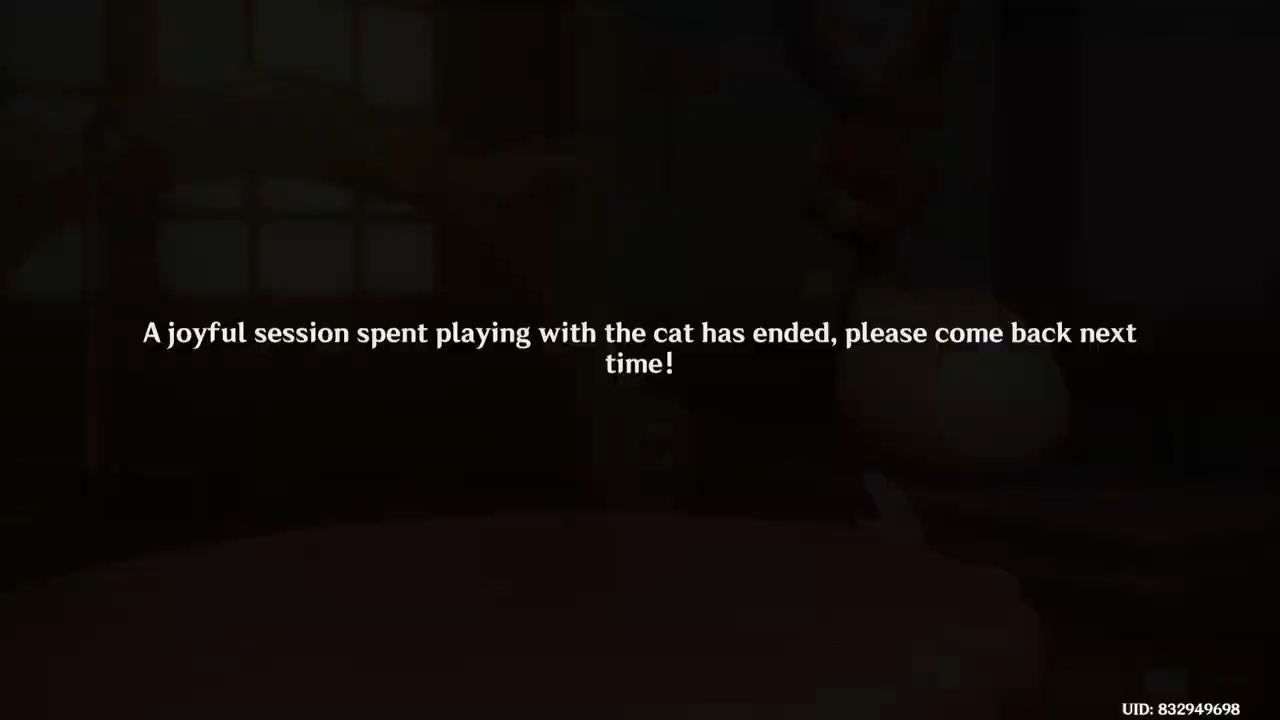 A joyful session spent playing with the cat has ended, please come back next
time!
UID: 832949698